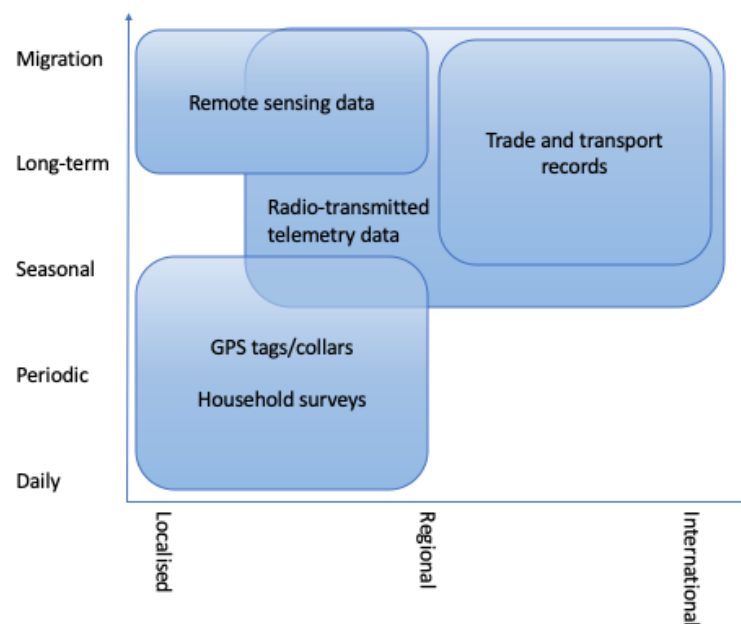 Migration
Remote sensing data
Trade and transport
records
Long-term
Radio-transmitted
telemetry data
Seasonal
GPS tags/collars
Periodic
Household surveys
Daily
Localised
Regional
International